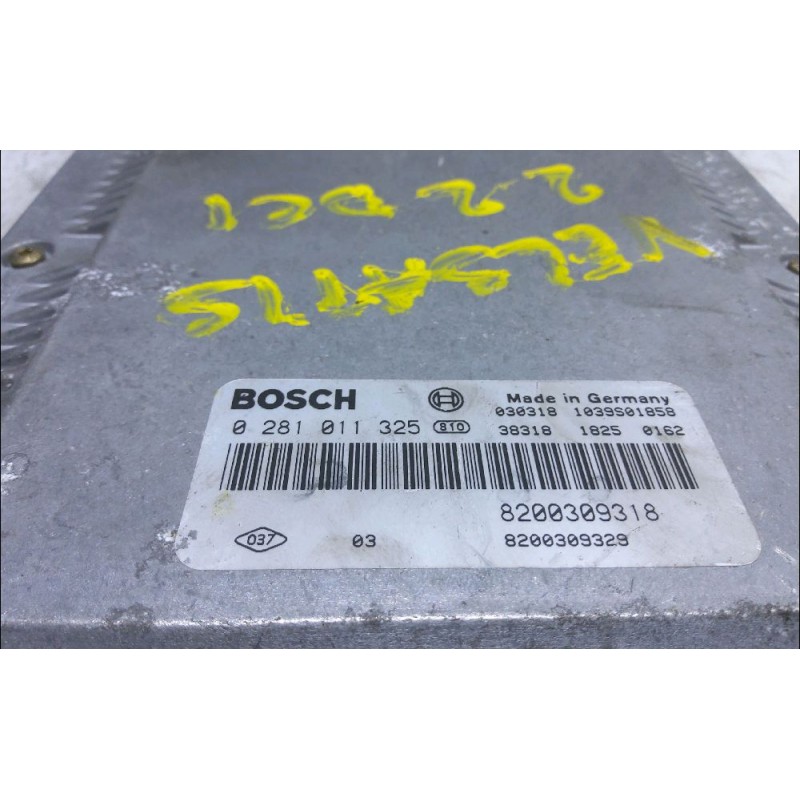 2.2 DCI
VELSATIS
BOSCH
Made in Germany
030318 1039S01858
0 281 011 325 810 38318 1825 0162
8200309318
037 03 8200309329